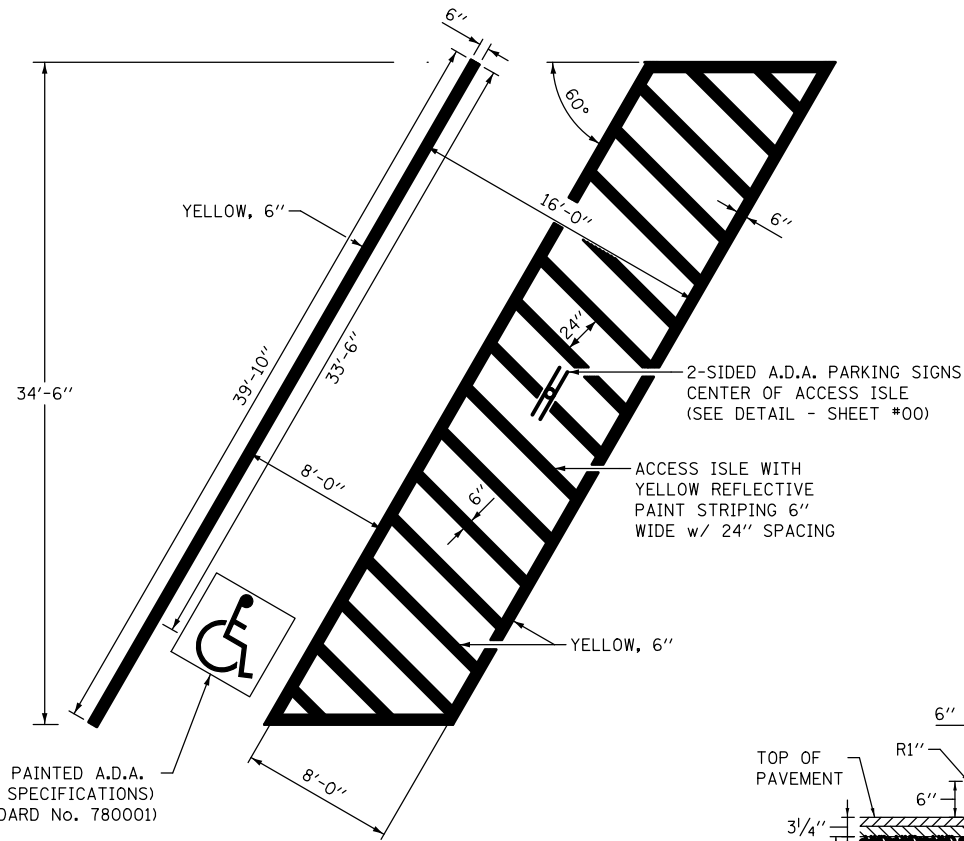 6"
60°
16'-0"
YELLOW, 6"
6"
39'-10"
33'-6"
34'-6"
24"
2-SIDED A.D.A. PARKING SIGNS
CENTER OF ACCESS ISLE
(SEE DETAIL - SHEET #00)
8'-0"
ACCESS ISLE WITH
YELLOW REFLECTIVE
PAINT STRIPING 6"
WIDE w/ 24" SPACING
6"
YELLOW, 6"
PAINTED A.D.A.
SPECIFICATIONS)
No. 780001)
8'-0"
6"
R1"
TOP OF
PAVEMENT
6"
3 1/4"